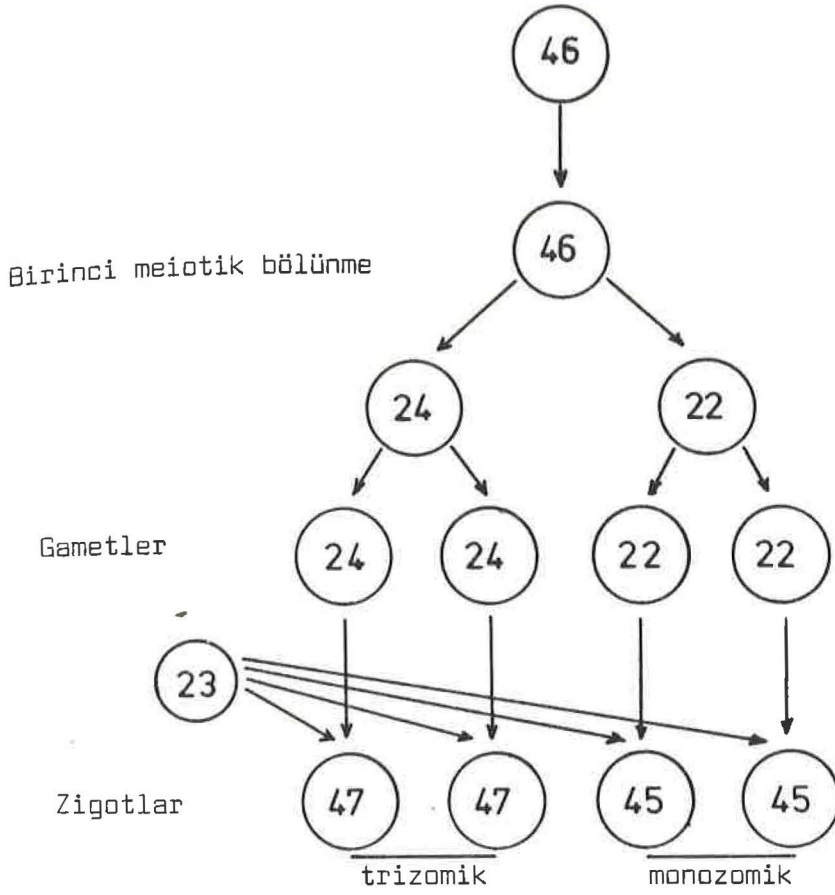 46
46
Birinci meiotik bölünme
24 22
Gametler 24 24 22 22
23
Zigotlar 47 47 45 45
trizomik monozomik